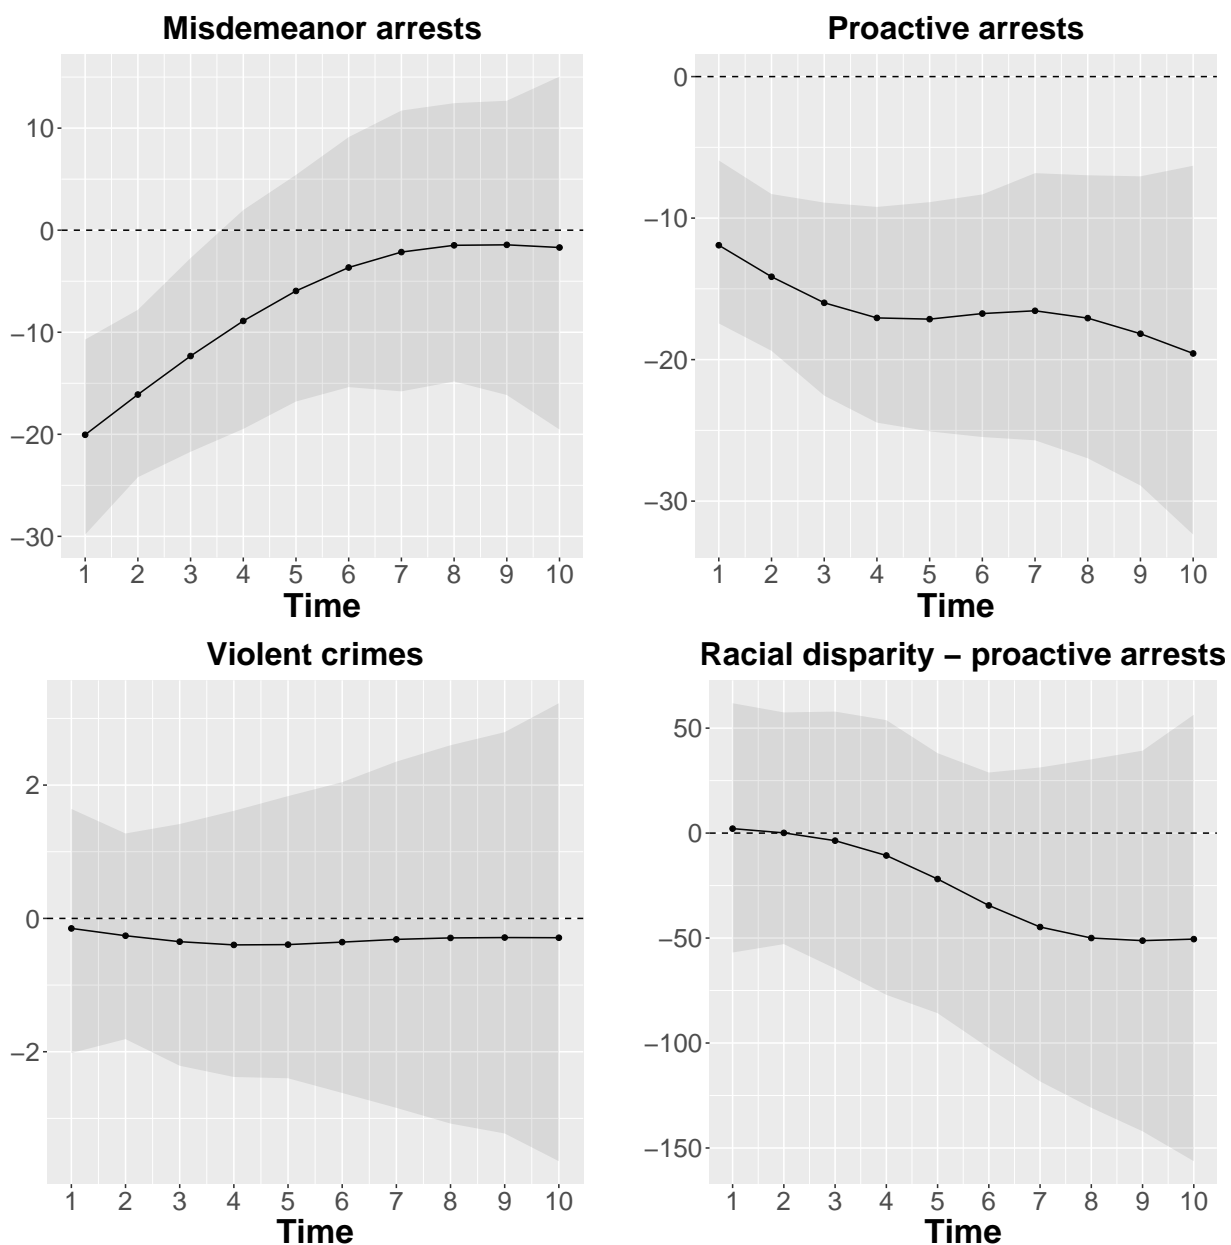 Misdemeanor arrests
10
0
−10
−20
−30
1 2 3 4 5 6 7 8 9 10
Time
Proactive arrests
0
−10
−20
−30
1 2 3 4 5 6 7 8 9 10
Time
Violent crimes
2
0
−2
1 2 3 4 5 6 7 8 9 10
Time
Racial disparity − proactive arrests
50
0
−50
−100
−150
1 2 3 4 5 6 7 8 9 10
Time